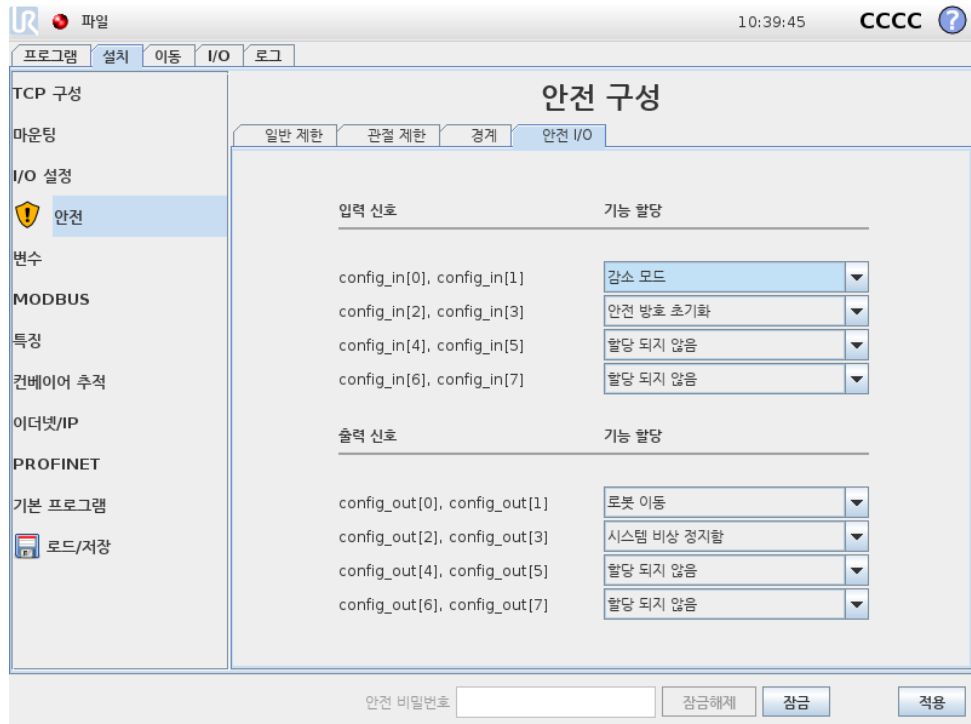 UR 파일 10:39:45 CCCC ?
프로그램 설치 이동 I/O 로그
TCP 구성
마운팅
I/O 설정
안전
변수
MODBUS
특징
컨베이어 추적
이더넷/IP
PROFINET
기본 프로그램
로드/저장
안전 구성
일반 제한 관절 제한 경계 안전 I/O
입력 신호 기능 할당
config_in[0], config_in[1] 감소 모드
config_in[2], config_in[3] 안전 방호 초기화
config_in[4], config_in[5] 할당 되지 않음
config_in[6], config_in[7] 할당 되지 않음
출력 신호 기능 할당
config_out[0], config_out[1] 로봇 이동
config_out[2], config_out[3] 시스템 비상 정지함
config_out[4], config_out[5] 할당 되지 않음
config_out[6], config_out[7] 할당 되지 않음
안전 비밀번호 잠금해제 잠금 적용